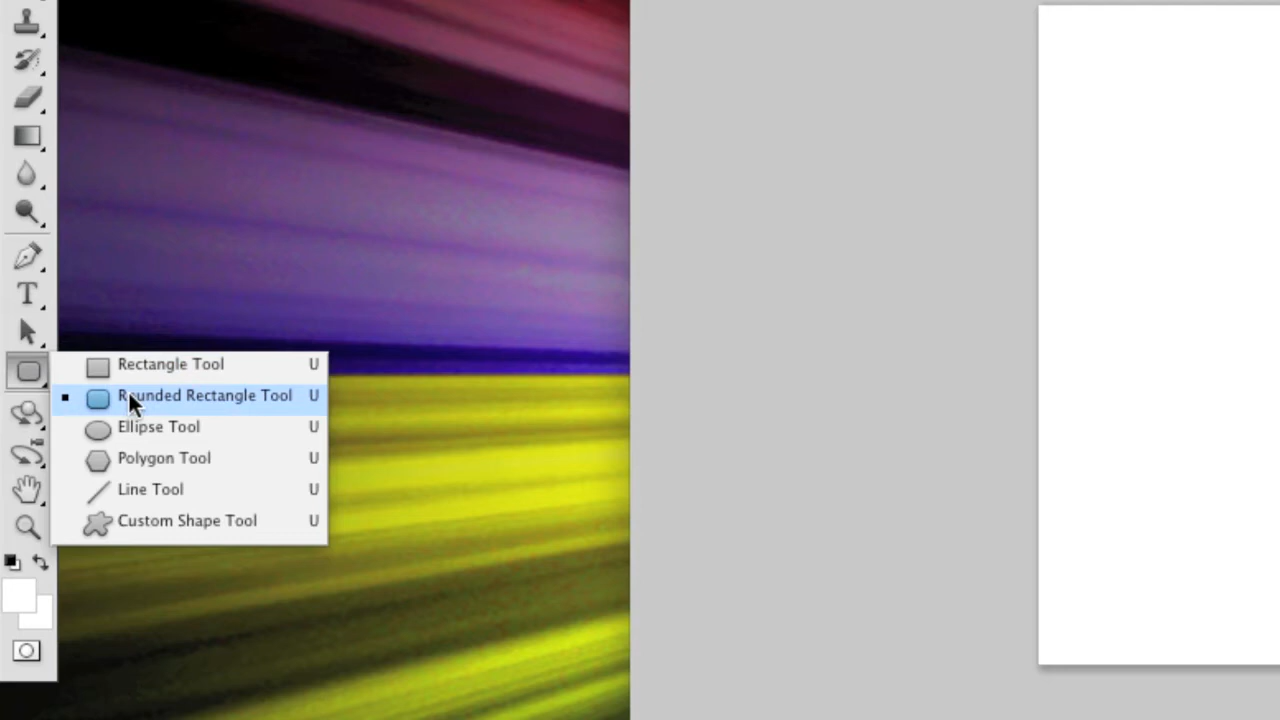 T
Rectangle Tool U
Rounded Rectangle Tool U
Ellipse Tool U
Polygon Tool U
Line Tool U
Custom Shape Tool U